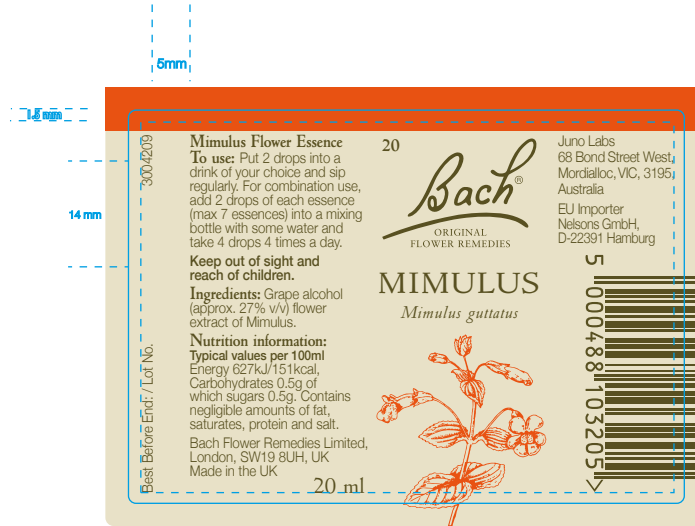 5mm
1.5 mm
14 mm
3004209
Best Before End: / Lot No.
Mimulus Flower Essence
To use: Put 2 drops into a
drink of your choice and sip
regularly. For combination use,
add 2 drops of each essence
(max 7 essences) into a mixing
bottle with some water and
take 4 drops 4 times a day.
Keep out of sight and
reach of children.
Ingredients: Grape alcohol
(approx. 27% v/v) flower
extract of Mimulus.
Nutrition information:
Typical values per 100ml
Energy 627kJ/151kcal,
Carbohydrates 0.5g of
which sugars 0.5g. Contains
negligible amounts of fat,
saturates, protein and salt.
Bach Flower Remedies Limited,
London, SW19 8UH, UK
Made in the UK
20 ml
20
Bach®
ORIGINAL
FLOWER REMEDIES
MIMULUS
Mimulus guttatus
Juno Labs
68 Bond Street West,
Mordialloc, VIC, 3195,
Australia
EU Importer
Nelsons GmbH,
D-22391 Hamburg
5 000488 103205 >